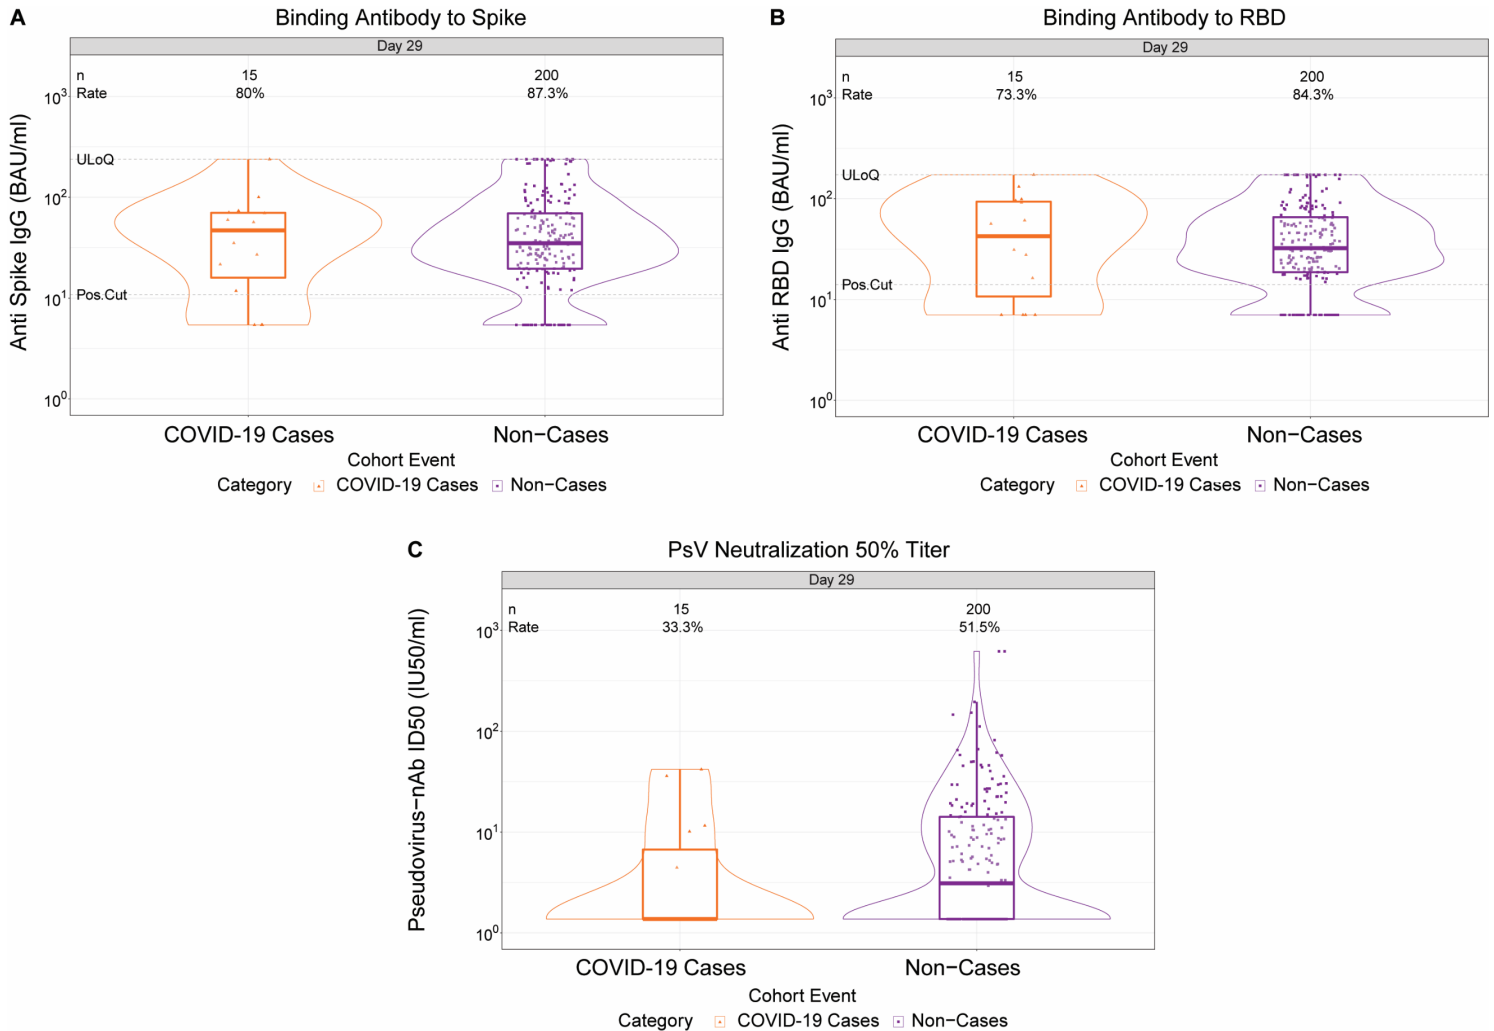 A Binding Antibody to Spike
Day 29
n 15 200
Rate 80% 87.3%
10³
ULoQ
10²
Pos.Cut
10¹
10⁰
Anti Spike IgG (BAU/ml)
COVID-19 Cases Non-Cases
Cohort Event
Category COVID-19 Cases Non-Cases
B Binding Antibody to RBD
Day 29
n 15 200
Rate 73.3% 84.3%
10³
ULoQ
10²
Pos.Cut
10¹
10⁰
Anti RBD IgG (BAU/ml)
COVID-19 Cases Non-Cases
Cohort Event
Category COVID-19 Cases Non-Cases
C PsV Neutralization 50% Titer
Day 29
n 15 200
Rate 33.3% 51.5%
10³
10²
10¹
10⁰
Pseudovirus-nAb ID50 (IU50/ml)
COVID-19 Cases Non-Cases
Cohort Event
Category COVID-19 Cases Non-Cases